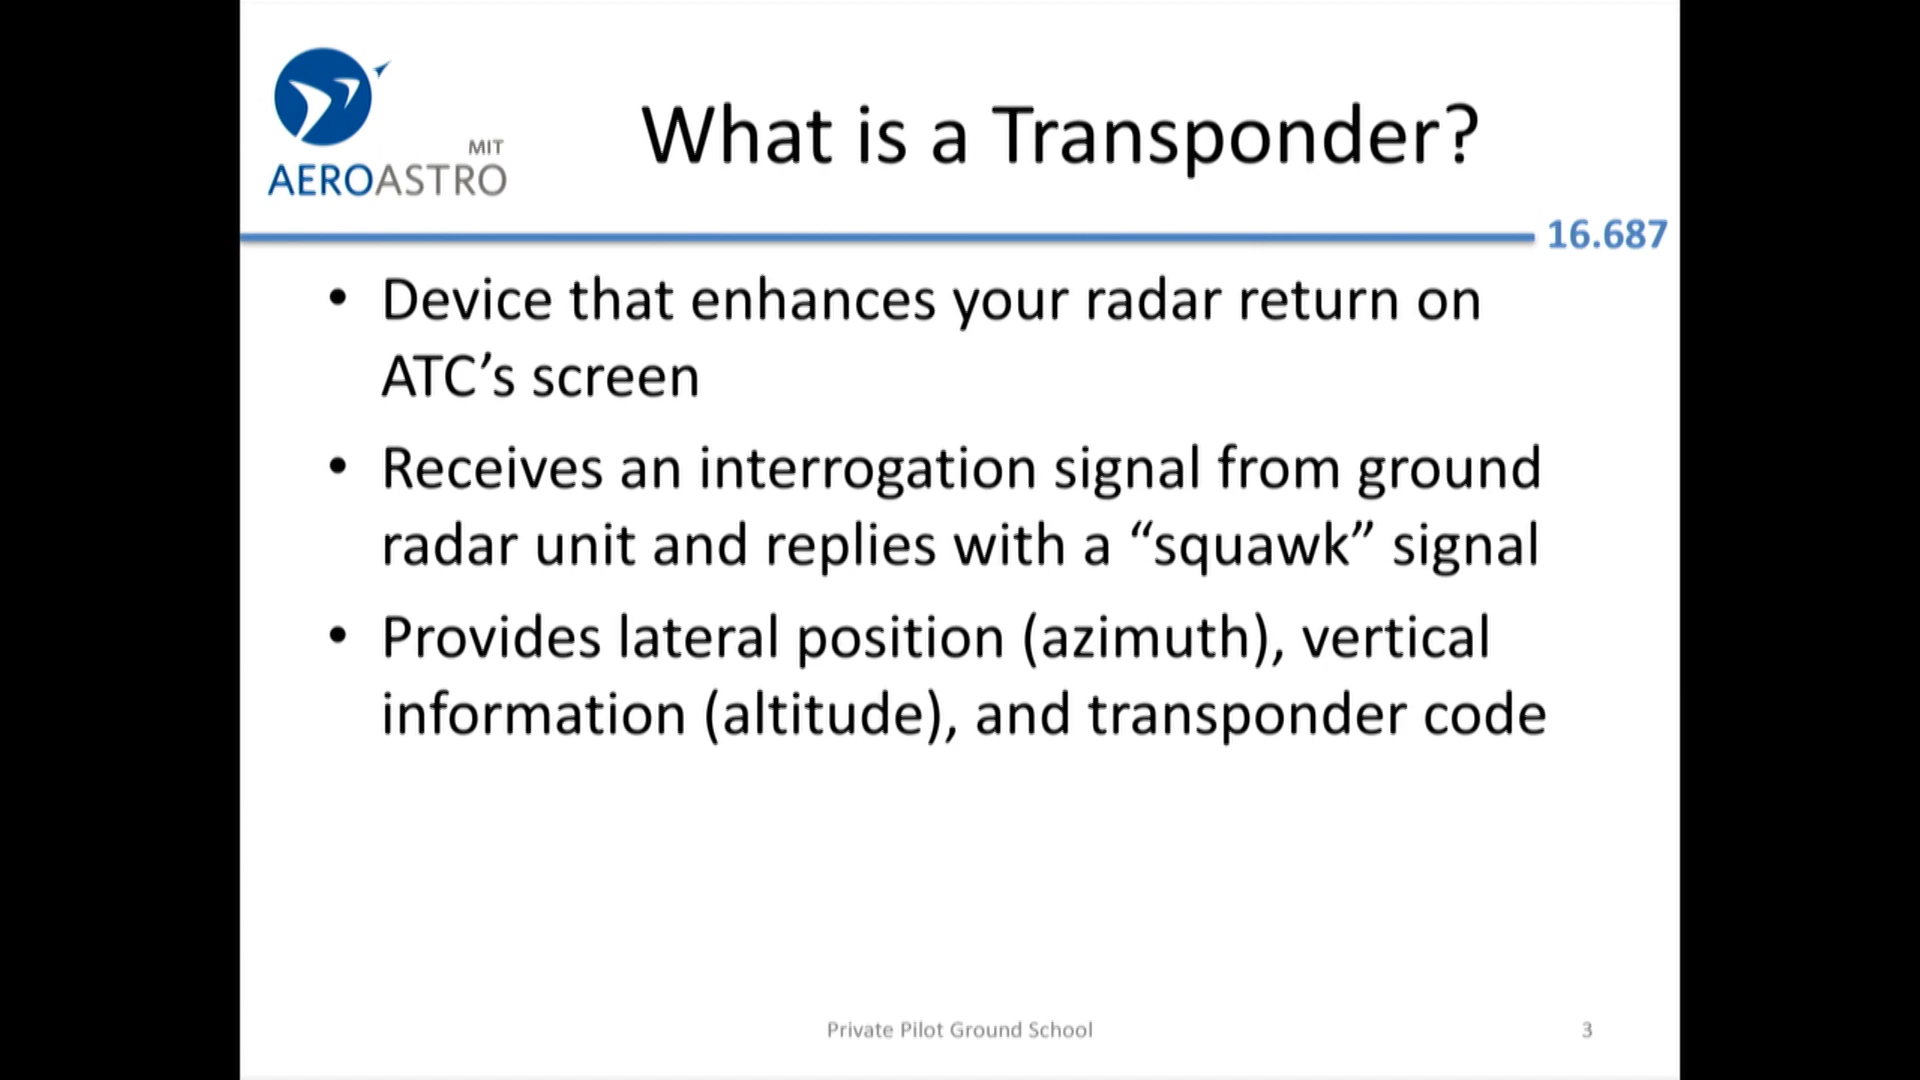 MIT
AEROASTRO
What is a Transponder?
16.687
• Device that enhances your radar return on
ATC’s screen
• Receives an interrogation signal from ground
radar unit and replies with a “squawk” signal
• Provides lateral position (azimuth), vertical
information (altitude), and transponder code
Private Pilot Ground School
3